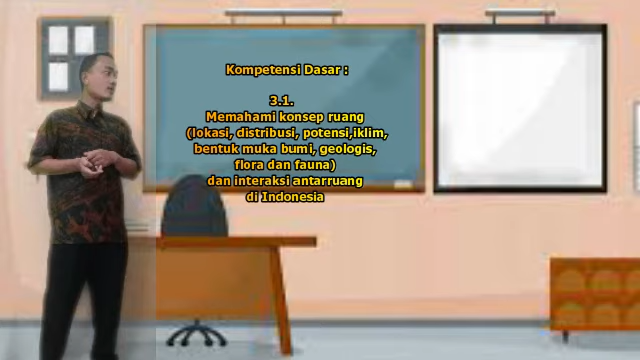 Kompetensi Dasar :
3.1.
Memahami konsep ruang
(lokasi, distribusi, potensi,iklim,
bentuk muka bumi, geologis,
flora dan fauna)
dan interaksi antarruang
di Indonesia